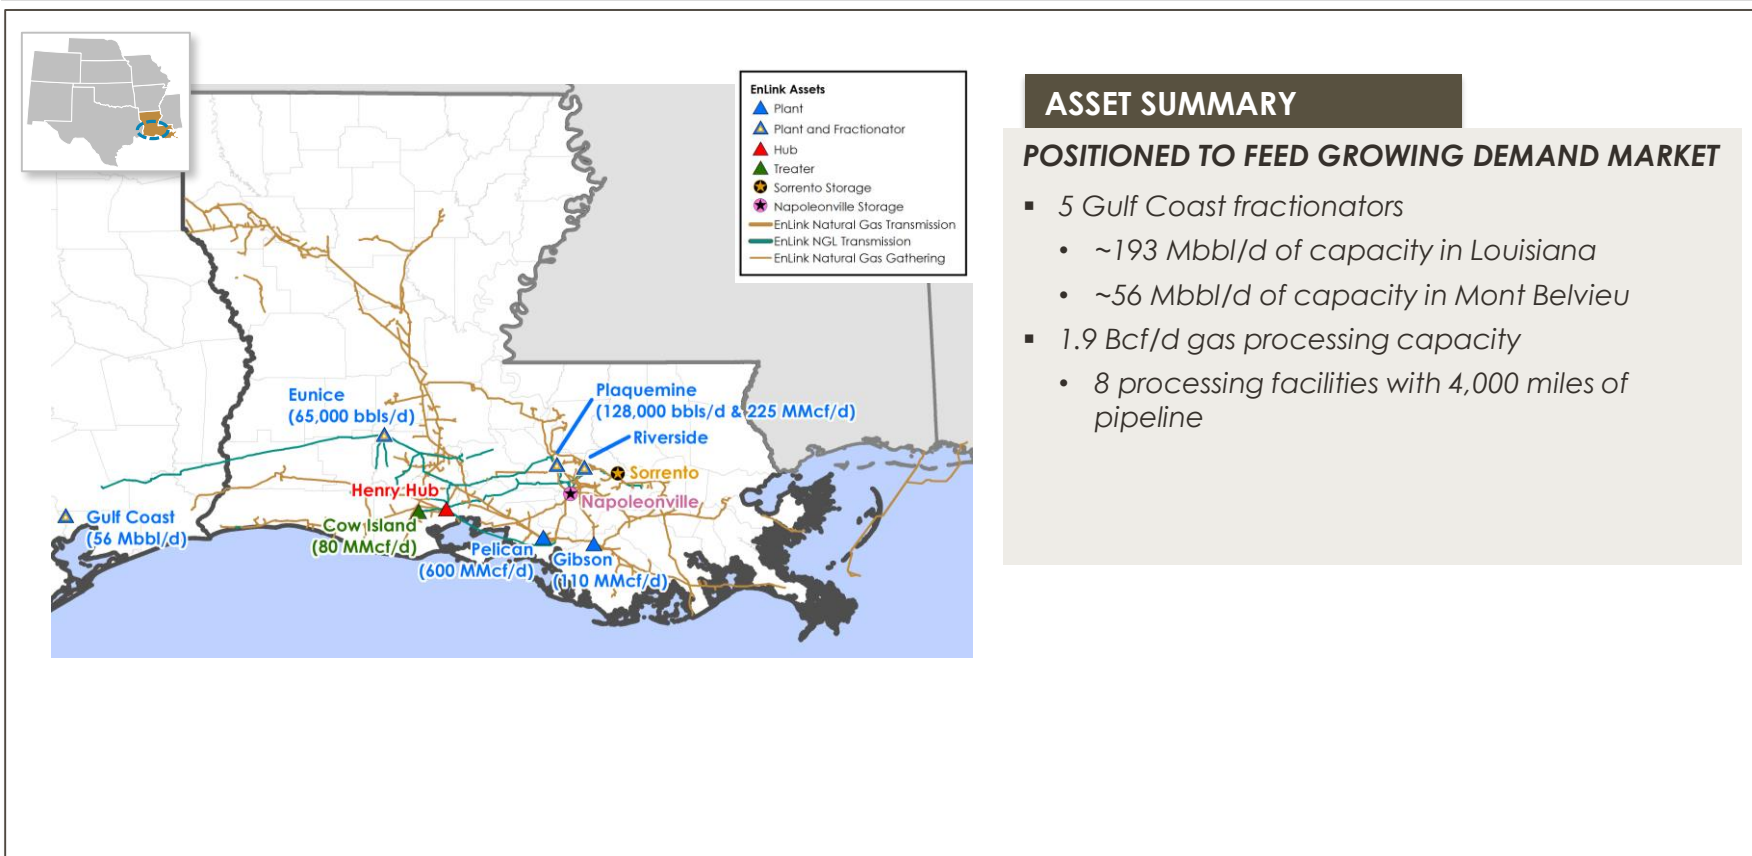 EnLink Assets
Plant
Plant and Fractionator
Hub
Treater
Sorrento Storage
Napoleonville Storage
EnLink Natural Gas Transmission
EnLink NGL Transmission
EnLink Natural Gas Gathering
Eunice
(65,000 bbls/d)
Plaquemine
(128,000 bbls/d & 225 MMcf/d)
Riverside
Sorrento
Henry Hub
Napoleonville
Gulf Coast
(56 Mbbl/d)
Cow Island
(80 MMcf/d)
Pelican
(600 MMcf/d)
Gibson
(110 MMcf/d)
ASSET SUMMARY
POSITIONED TO FEED GROWING DEMAND MARKET
▪ 5 Gulf Coast fractionators
• ~193 Mbbl/d of capacity in Louisiana
• ~56 Mbbl/d of capacity in Mont Belvieu
▪ 1.9 Bcf/d gas processing capacity
• 8 processing facilities with 4,000 miles of
pipeline